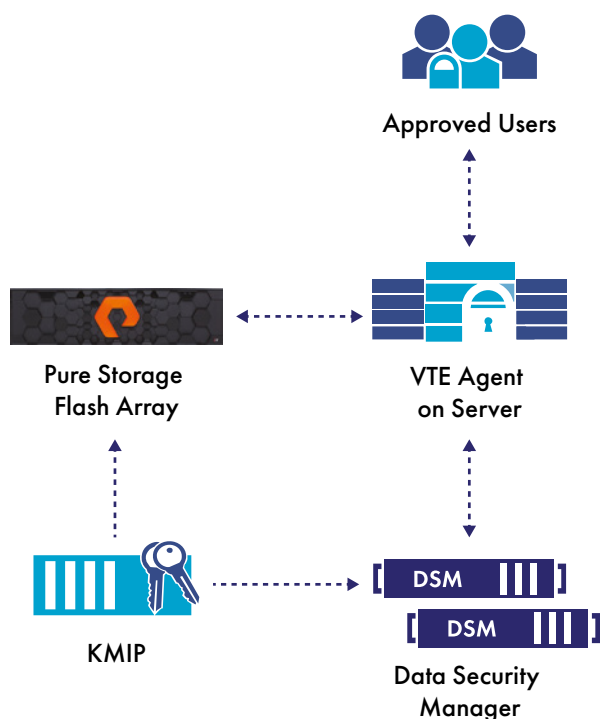 Approved Users
Pure Storage
Flash Array
VTE Agent
on Server
KMIP
DSM
DSM
Data Security
Manager